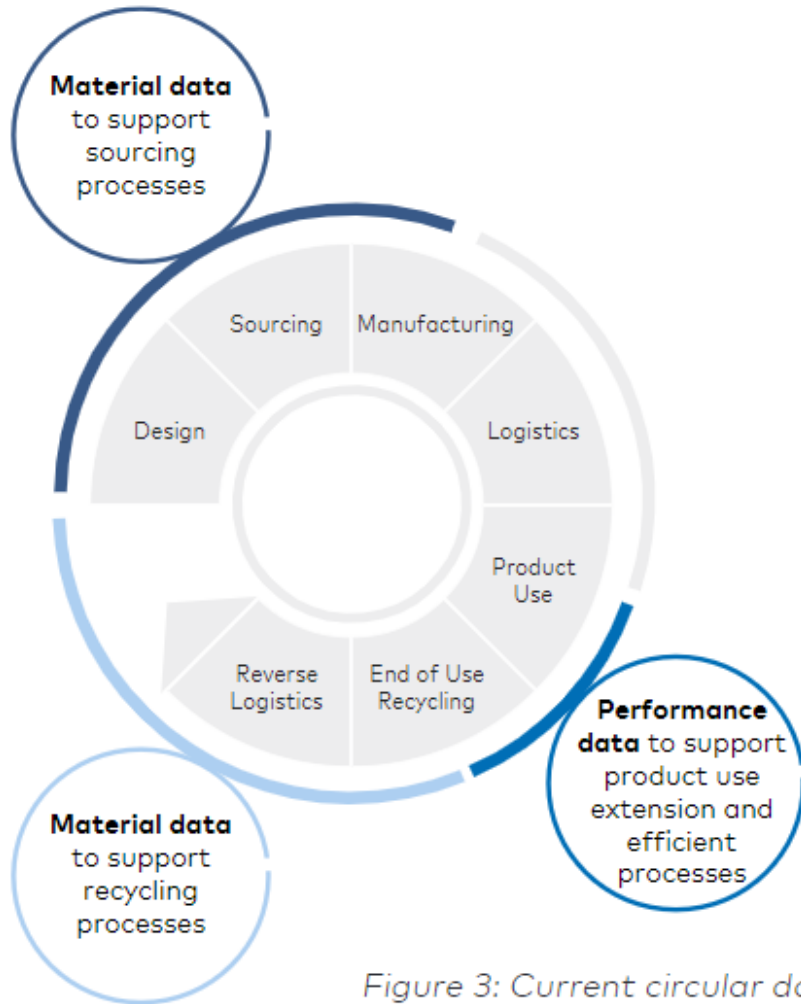 Material data
to support
sourcing
processes
Sourcing
Manufacturing
Design
Logistics
Product
Use
Reverse
Logistics
End of Use
Recycling
Performance
data to support
product use
extension and
efficient
processes
Material data
to support
recycling
processes
Figure 3: Current circular